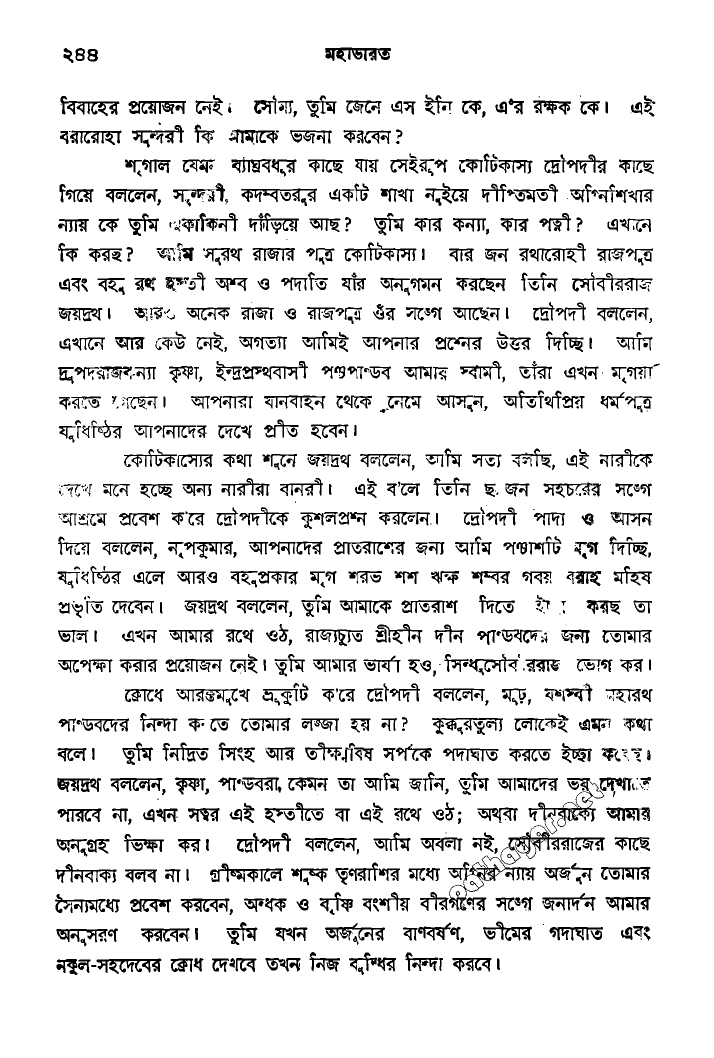 ২৪৪ মহাভারত
বিবাহের প্রয়োজন নেই। সৌম্য, তুমি জেনে এস ইনি কে, এ'র রক্ষক কে। এই
বরারোহা সুন্দরী কি আমাকে ভজনা করবেন?
শৃগাল যেমন ব্যাঘ্রবধূর কাছে যায় সেইরূপ কোটিকাস্য দ্রৌপদীর কাছে
গিয়ে বললেন, সুন্দরী, কদম্বতরুর একটি শাখা নুইয়ে দীপ্তিমতী অগ্নিশিখার
ন্যায় কে তুমি একাকিনী দাঁড়িয়ে আছ? তুমি কার কন্যা, কার পত্নী? এখানে
কি করছ? আমি সুরথ রাজার পুত্র কোটিকাস্য। বার জন রথারোহী রাজপুত্র
এবং বহু রথ হস্তী অশ্ব ও পদাতি যাঁর অনুগমন করছেন তিনি সৌবীররাজ
জয়দ্রথ। আরও অনেক রাজা ও রাজপুত্র ওঁর সঙ্গে আছেন। দ্রৌপদী বললেন,
এখানে আর কেউ নেই, অগত্যা আমিই আপনার প্রশ্নের উত্তর দিচ্ছি। আমি
দ্রুপদরাজকন্যা কৃষ্ণা, ইন্দ্রপ্রস্থবাসী পঞ্চপাণ্ডব আমার স্বামী, তাঁরা এখন মৃগয়া
করতে গেছেন। আপনারা যানবাহন থেকে নেমে আসুন, অতিথিপ্রিয় ধর্মপুত্র
যুধিষ্ঠির আপনাদের দেখে প্রীত হবেন।
কোটিকাস্যের কথা শুনে জয়দ্রথ বললেন, আমি সত্য বলছি, এই নারীকে
দেখে মনে হচ্ছে অন্য নারীরা বানরী। এই ব'লে তিনি ছ জন সহচরের সঙ্গে
আশ্রমে প্রবেশ ক'রে দ্রৌপদীকে কুশলপ্রশ্ন করলেন। দ্রৌপদী পাদ্য ও আসন
দিয়ে বললেন, নৃপকুমার, আপনাদের প্রাতরাশের জন্য আমি পঞ্চাশটি মৃগ দিচ্ছি,
যুধিষ্ঠির এলে আরও বহুপ্রকার মৃগ শরভ শশ ঋক্ষ শম্বর গবয় বরাহ মহিষ
প্রভৃতি দেবেন। জয়দ্রথ বললেন, তুমি আমাকে প্রাতরাশ দিতে ইচ্ছা করছ তা
ভাল। এখন আমার রথে ওঠ, রাজ্যচ্যুত শ্রীহীন দীন পাণ্ডবদের জন্য তোমার
অপেক্ষা করার প্রয়োজন নেই। তুমি আমার ভার্যা হও, সিন্ধুসৌবীররাজ্য ভোগ কর।
ক্রোধে আরক্তমুখে ভ্রূকুটি ক'রে দ্রৌপদী বললেন, মূঢ়, যশস্বী মহারথ
পাণ্ডবদের নিন্দা করতে তোমার লজ্জা হয় না? কুক্কুরতুল্য লোকেই এমন কথা
বলে। তুমি নিদ্রিত সিংহ আর তীক্ষ্ণবিষ সর্পকে পদাঘাত করতে ইচ্ছা করেছ।
জয়দ্রথ বললেন, কৃষ্ণা, পাণ্ডবরা কেমন তা আমি জানি, তুমি আমাদের ভয় দেখাতে
পারবে না, এখন সত্বর এই হস্তীতে বা এই রথে ওঠ; অথবা দীনবাক্যে আমার
অনুগ্রহ ভিক্ষা কর। দ্রৌপদী বললেন, আমি অবলা নই, সৌবীররাজের কাছে
দীনবাক্য বলব না। গ্রীষ্মকালে শুষ্ক তৃণরাশির মধ্যে অগ্নির ন্যায় অর্জুন তোমার
সৈন্যমধ্যে প্রবেশ করবেন, অন্ধক ও বৃষ্ণি বংশীয় বীরগণের সঙ্গে জনার্দন আমার
অনুসরণ করবেন। তুমি যখন অর্জুনের বাণবর্ষণ, ভীমের গদাঘাত এবং
নকুল-সহদেবের ক্রোধ দেখবে তখন নিজ বুদ্ধির নিন্দা করবে।